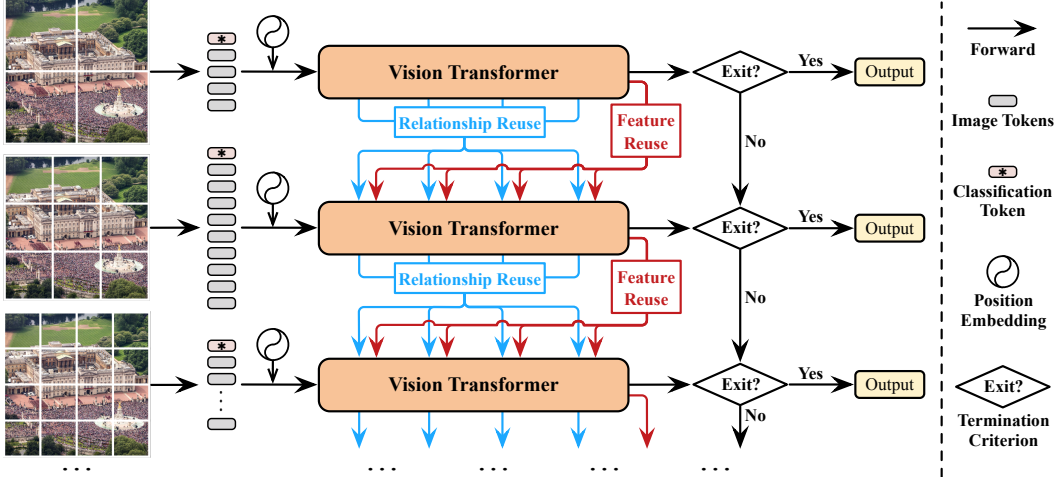 Vision Transformer
Exit?
Yes
Output
Relationship Reuse
Feature
Reuse
No
Vision Transformer
Exit?
Yes
Output
Relationship Reuse
Feature
Reuse
No
Vision Transformer
Exit?
Yes
Output
No
...
...
...
...
...
Forward
Image Tokens
*
Classification
Token
Position
Embedding
Exit?
Termination
Criterion